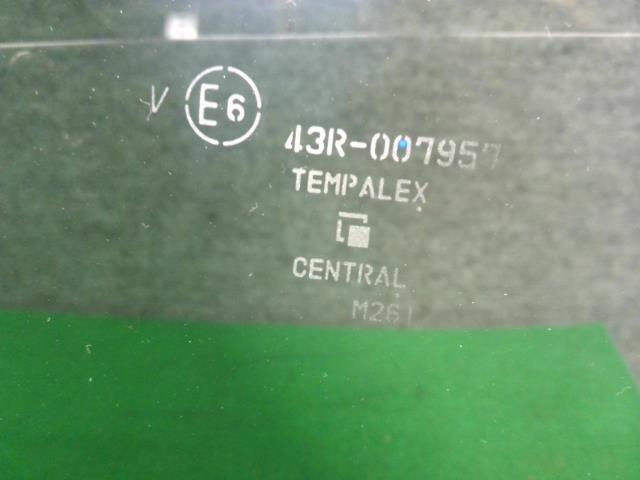 V E6
43R-007957
TEMPALEX
CENTRAL
M261